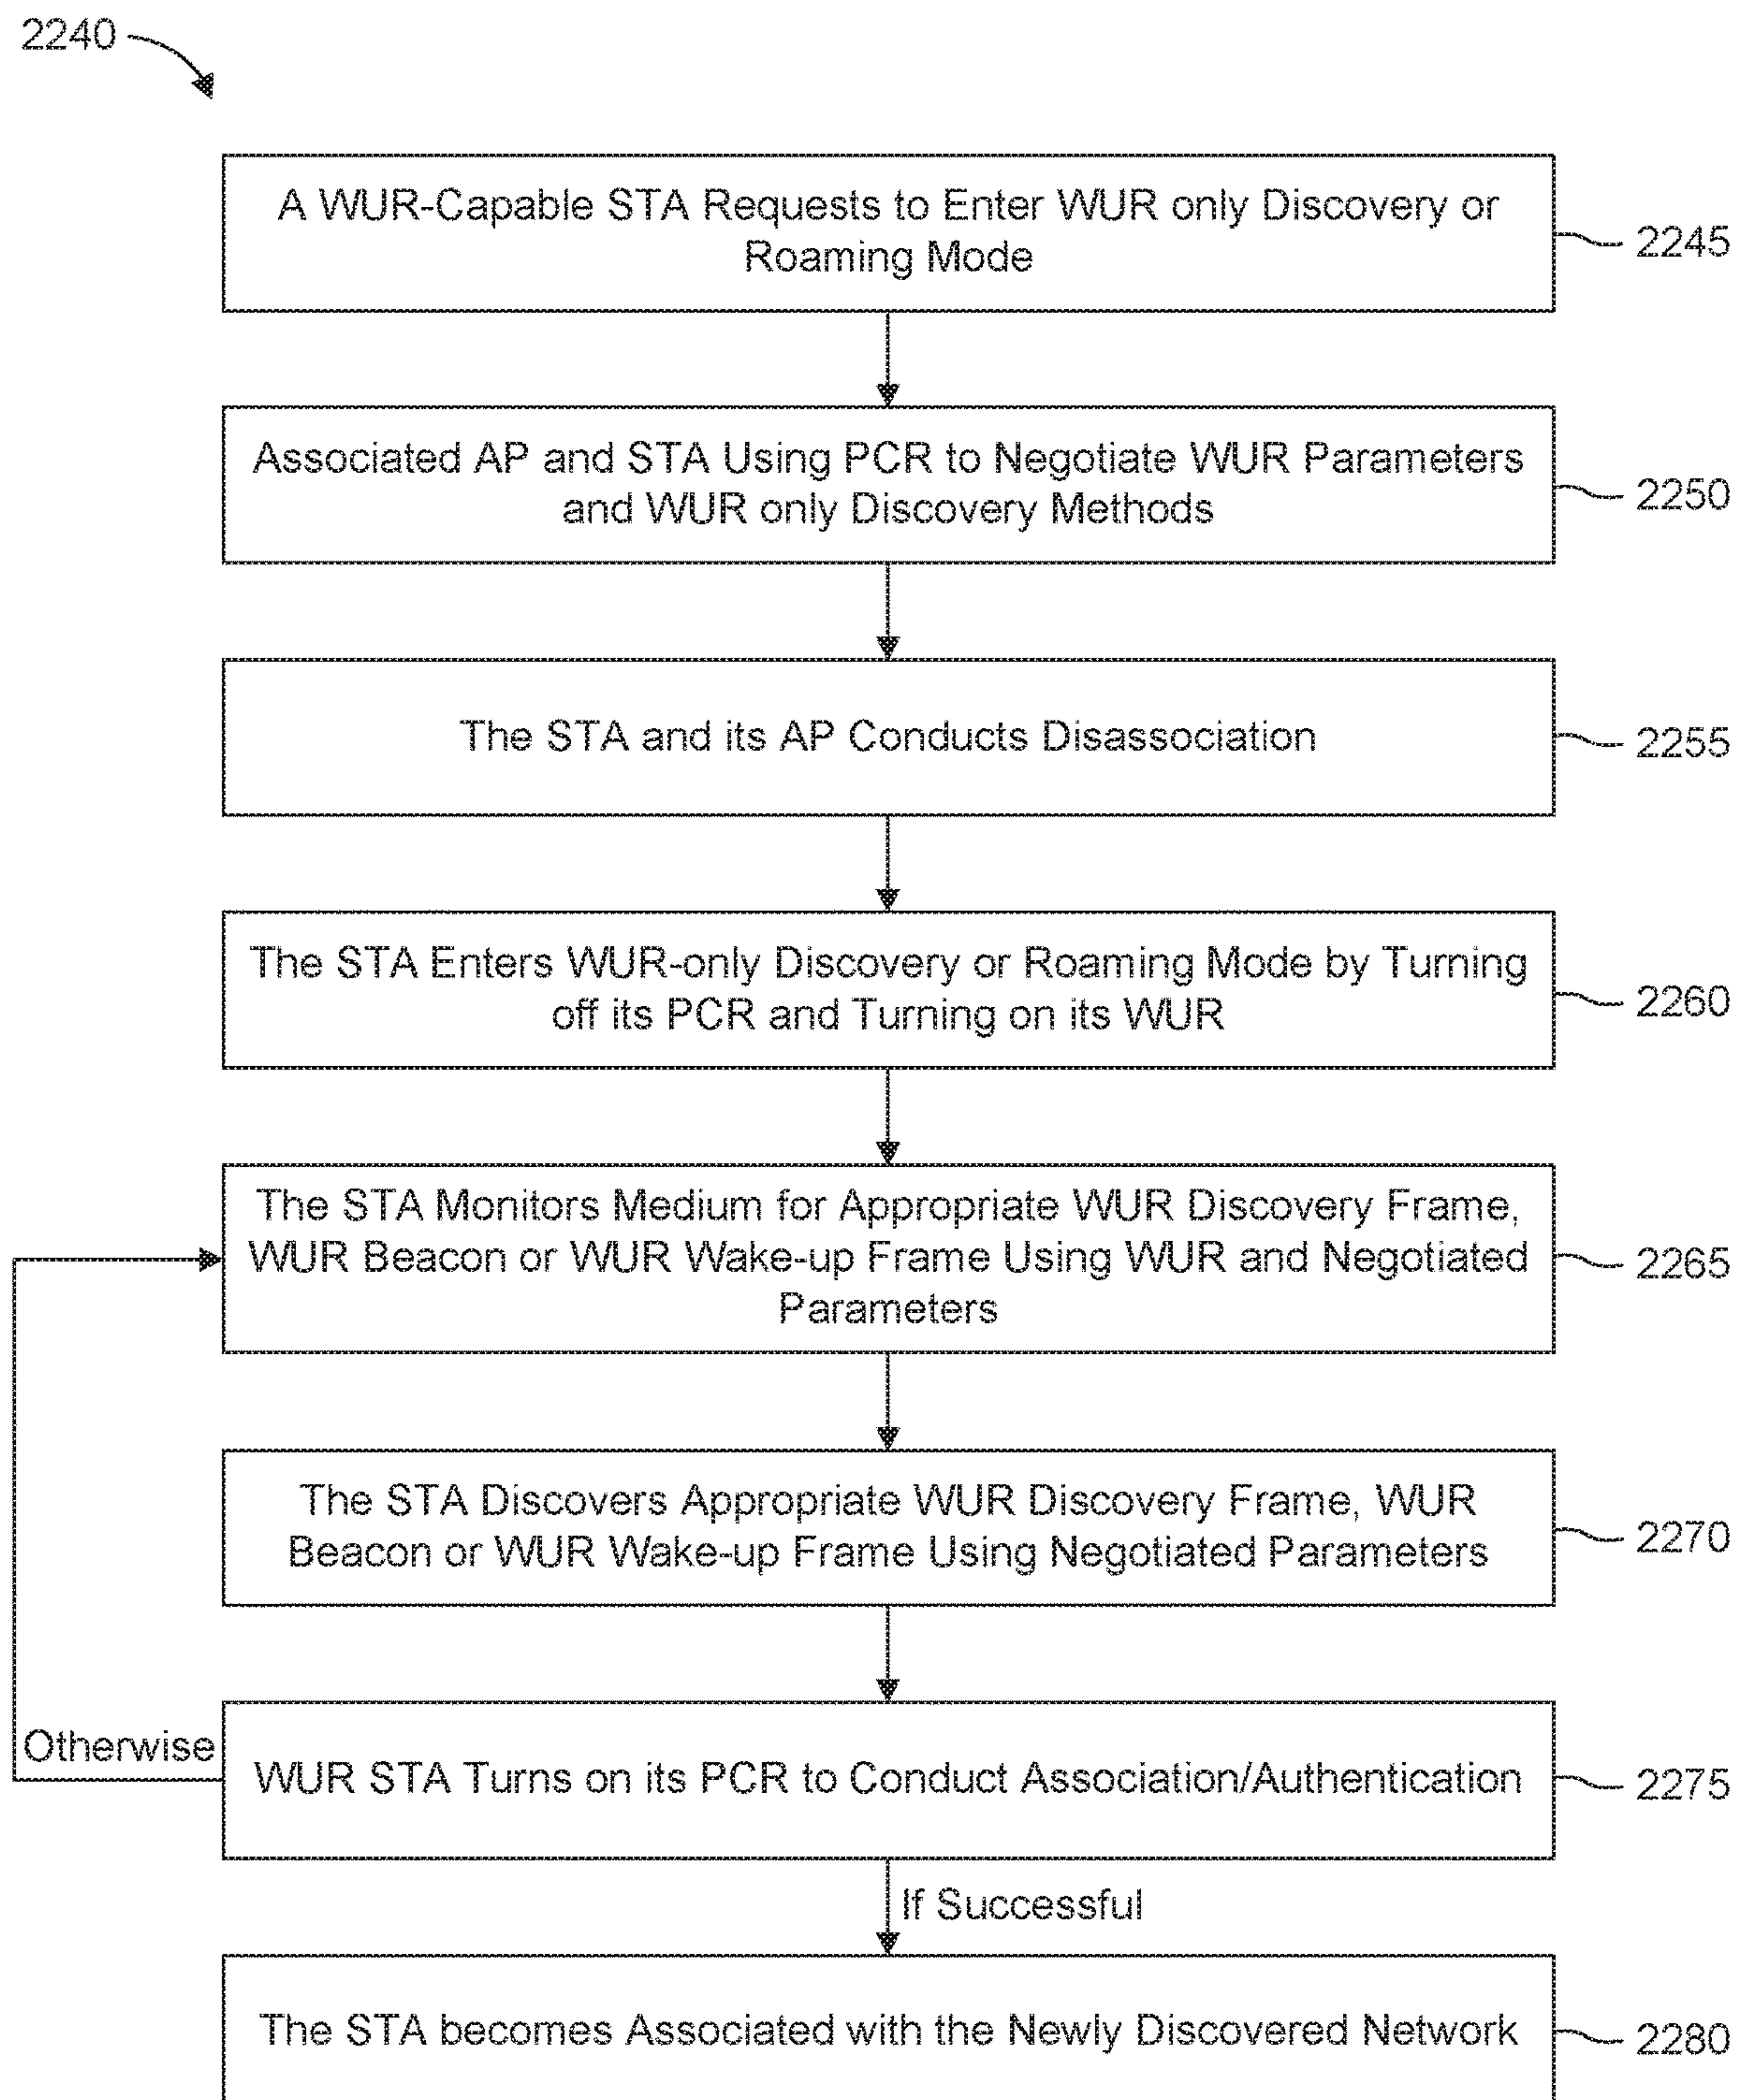 2240
A WUR-Capable STA Requests to Enter WUR only Discovery or
Roaming Mode
2245
Associated AP and STA Using PCR to Negotiate WUR Parameters
and WUR only Discovery Methods
2250
The STA and its AP Conducts Disassociation
2255
The STA Enters WUR-only Discovery or Roaming Mode by Turning
off its PCR and Turning on its WUR
2260
The STA Monitors Medium for Appropriate WUR Discovery Frame,
WUR Beacon or WUR Wake-up Frame Using WUR and Negotiated
Parameters
2265
The STA Discovers Appropriate WUR Discovery Frame, WUR
Beacon or WUR Wake-up Frame Using Negotiated Parameters
2270
Otherwise
WUR STA Turns on its PCR to Conduct Association/Authentication
2275
If Successful
The STA becomes Associated with the Newly Discovered Network
2280